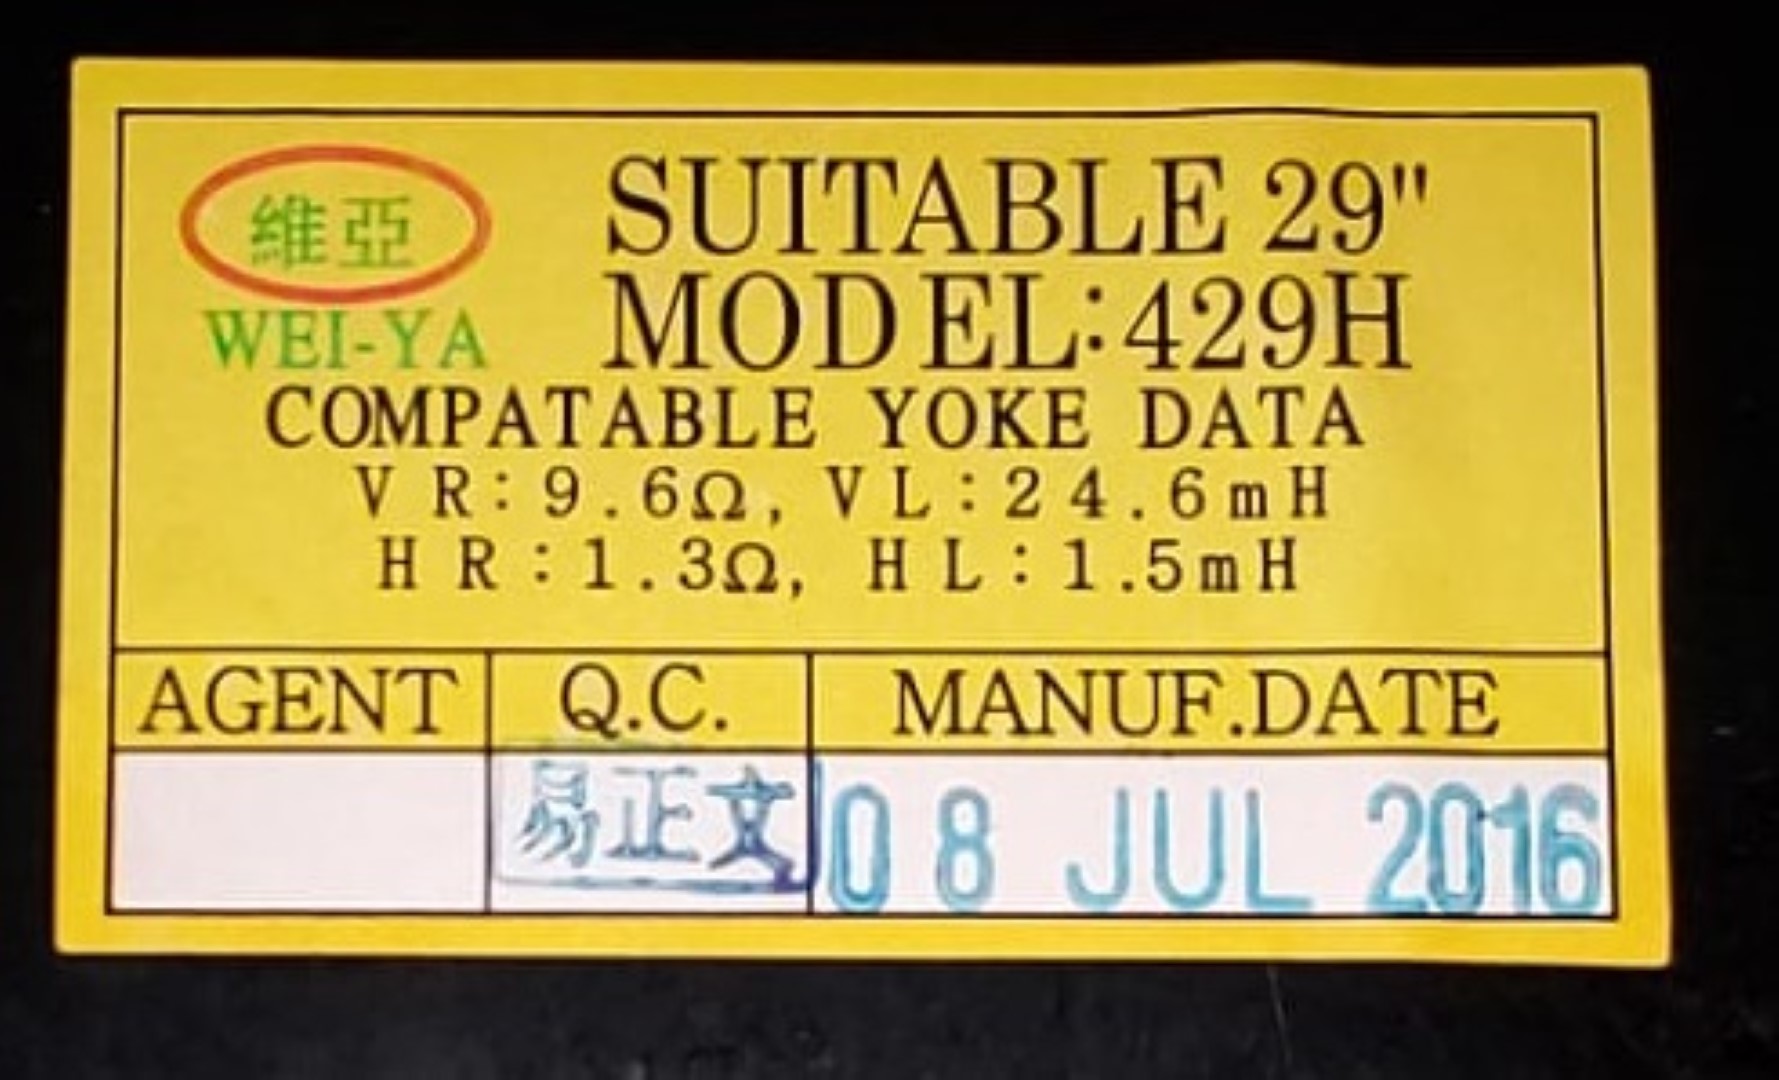 維亞
WEI-YA
SUITABLE 29"
MODEL:429H
COMPATABLE YOKE DATA
VR:9.6Ω, VL:24.6mH
HR:1.3Ω, HL:1.5mH
AGENT Q.C. MANUF.DATE
易正文 08 JUL 2016